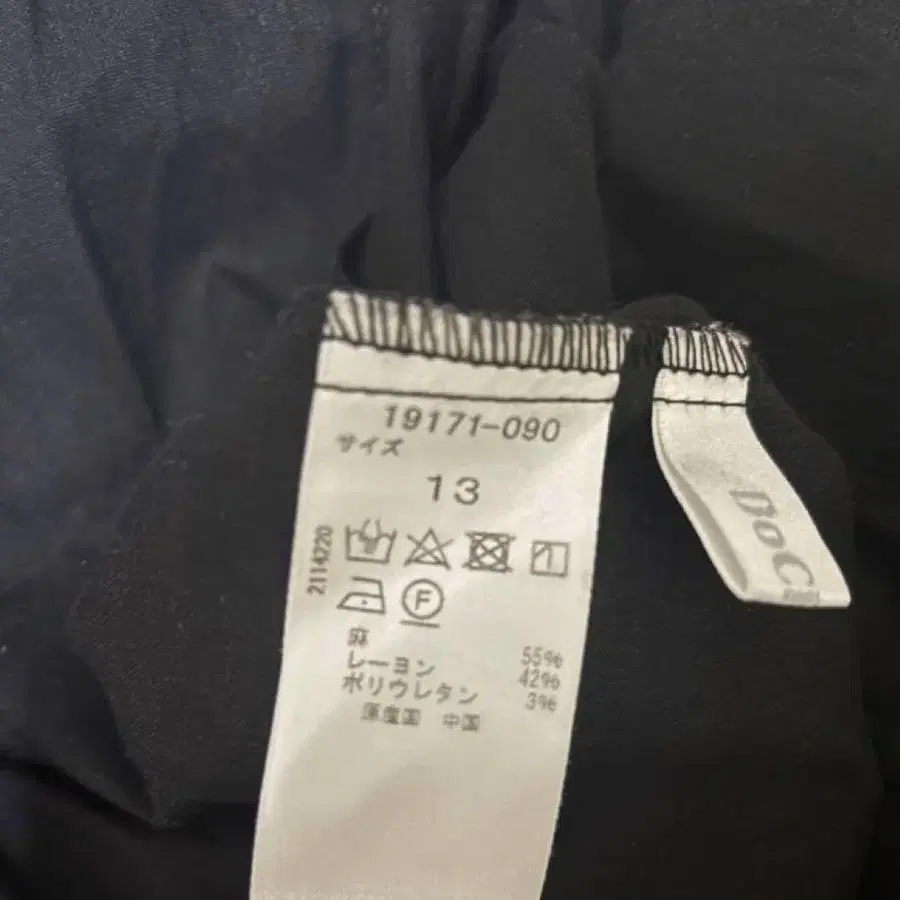 19171-090
サイズ
13
2114220
F
麻 55%
レーヨン 42%
ポリウレタン 3%
原産国 中国
BoC